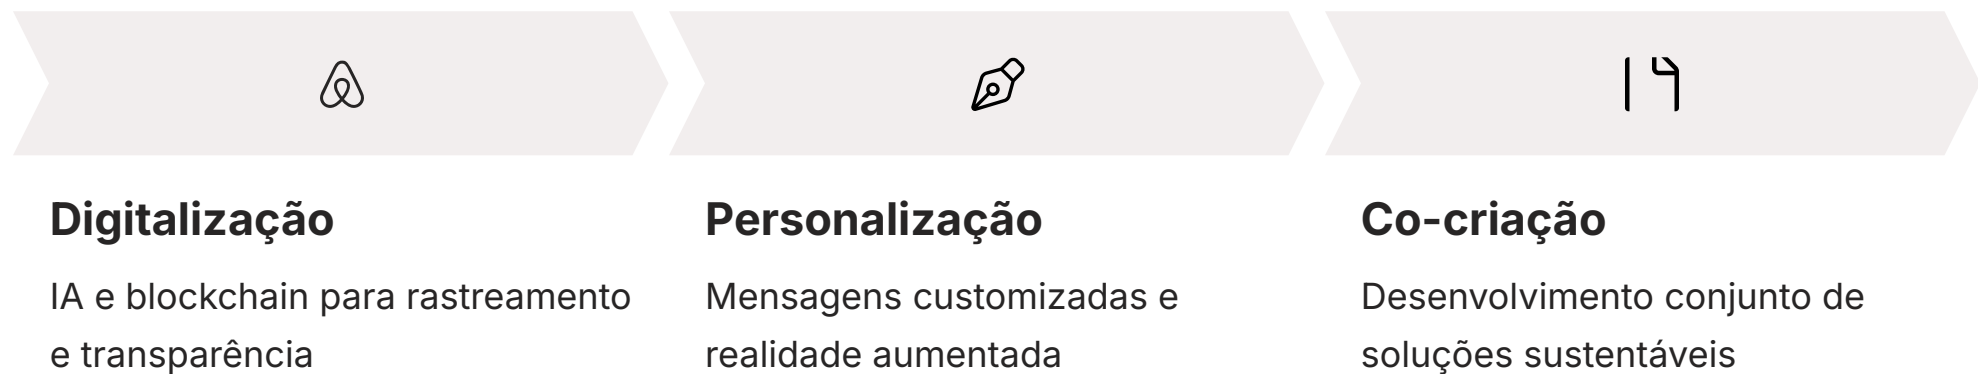 Digitalização
IA e blockchain para rastreamento
e transparência
Personalização
Mensagens customizadas e
realidade aumentada
Co-criação
Desenvolvimento conjunto de
soluções sustentáveis